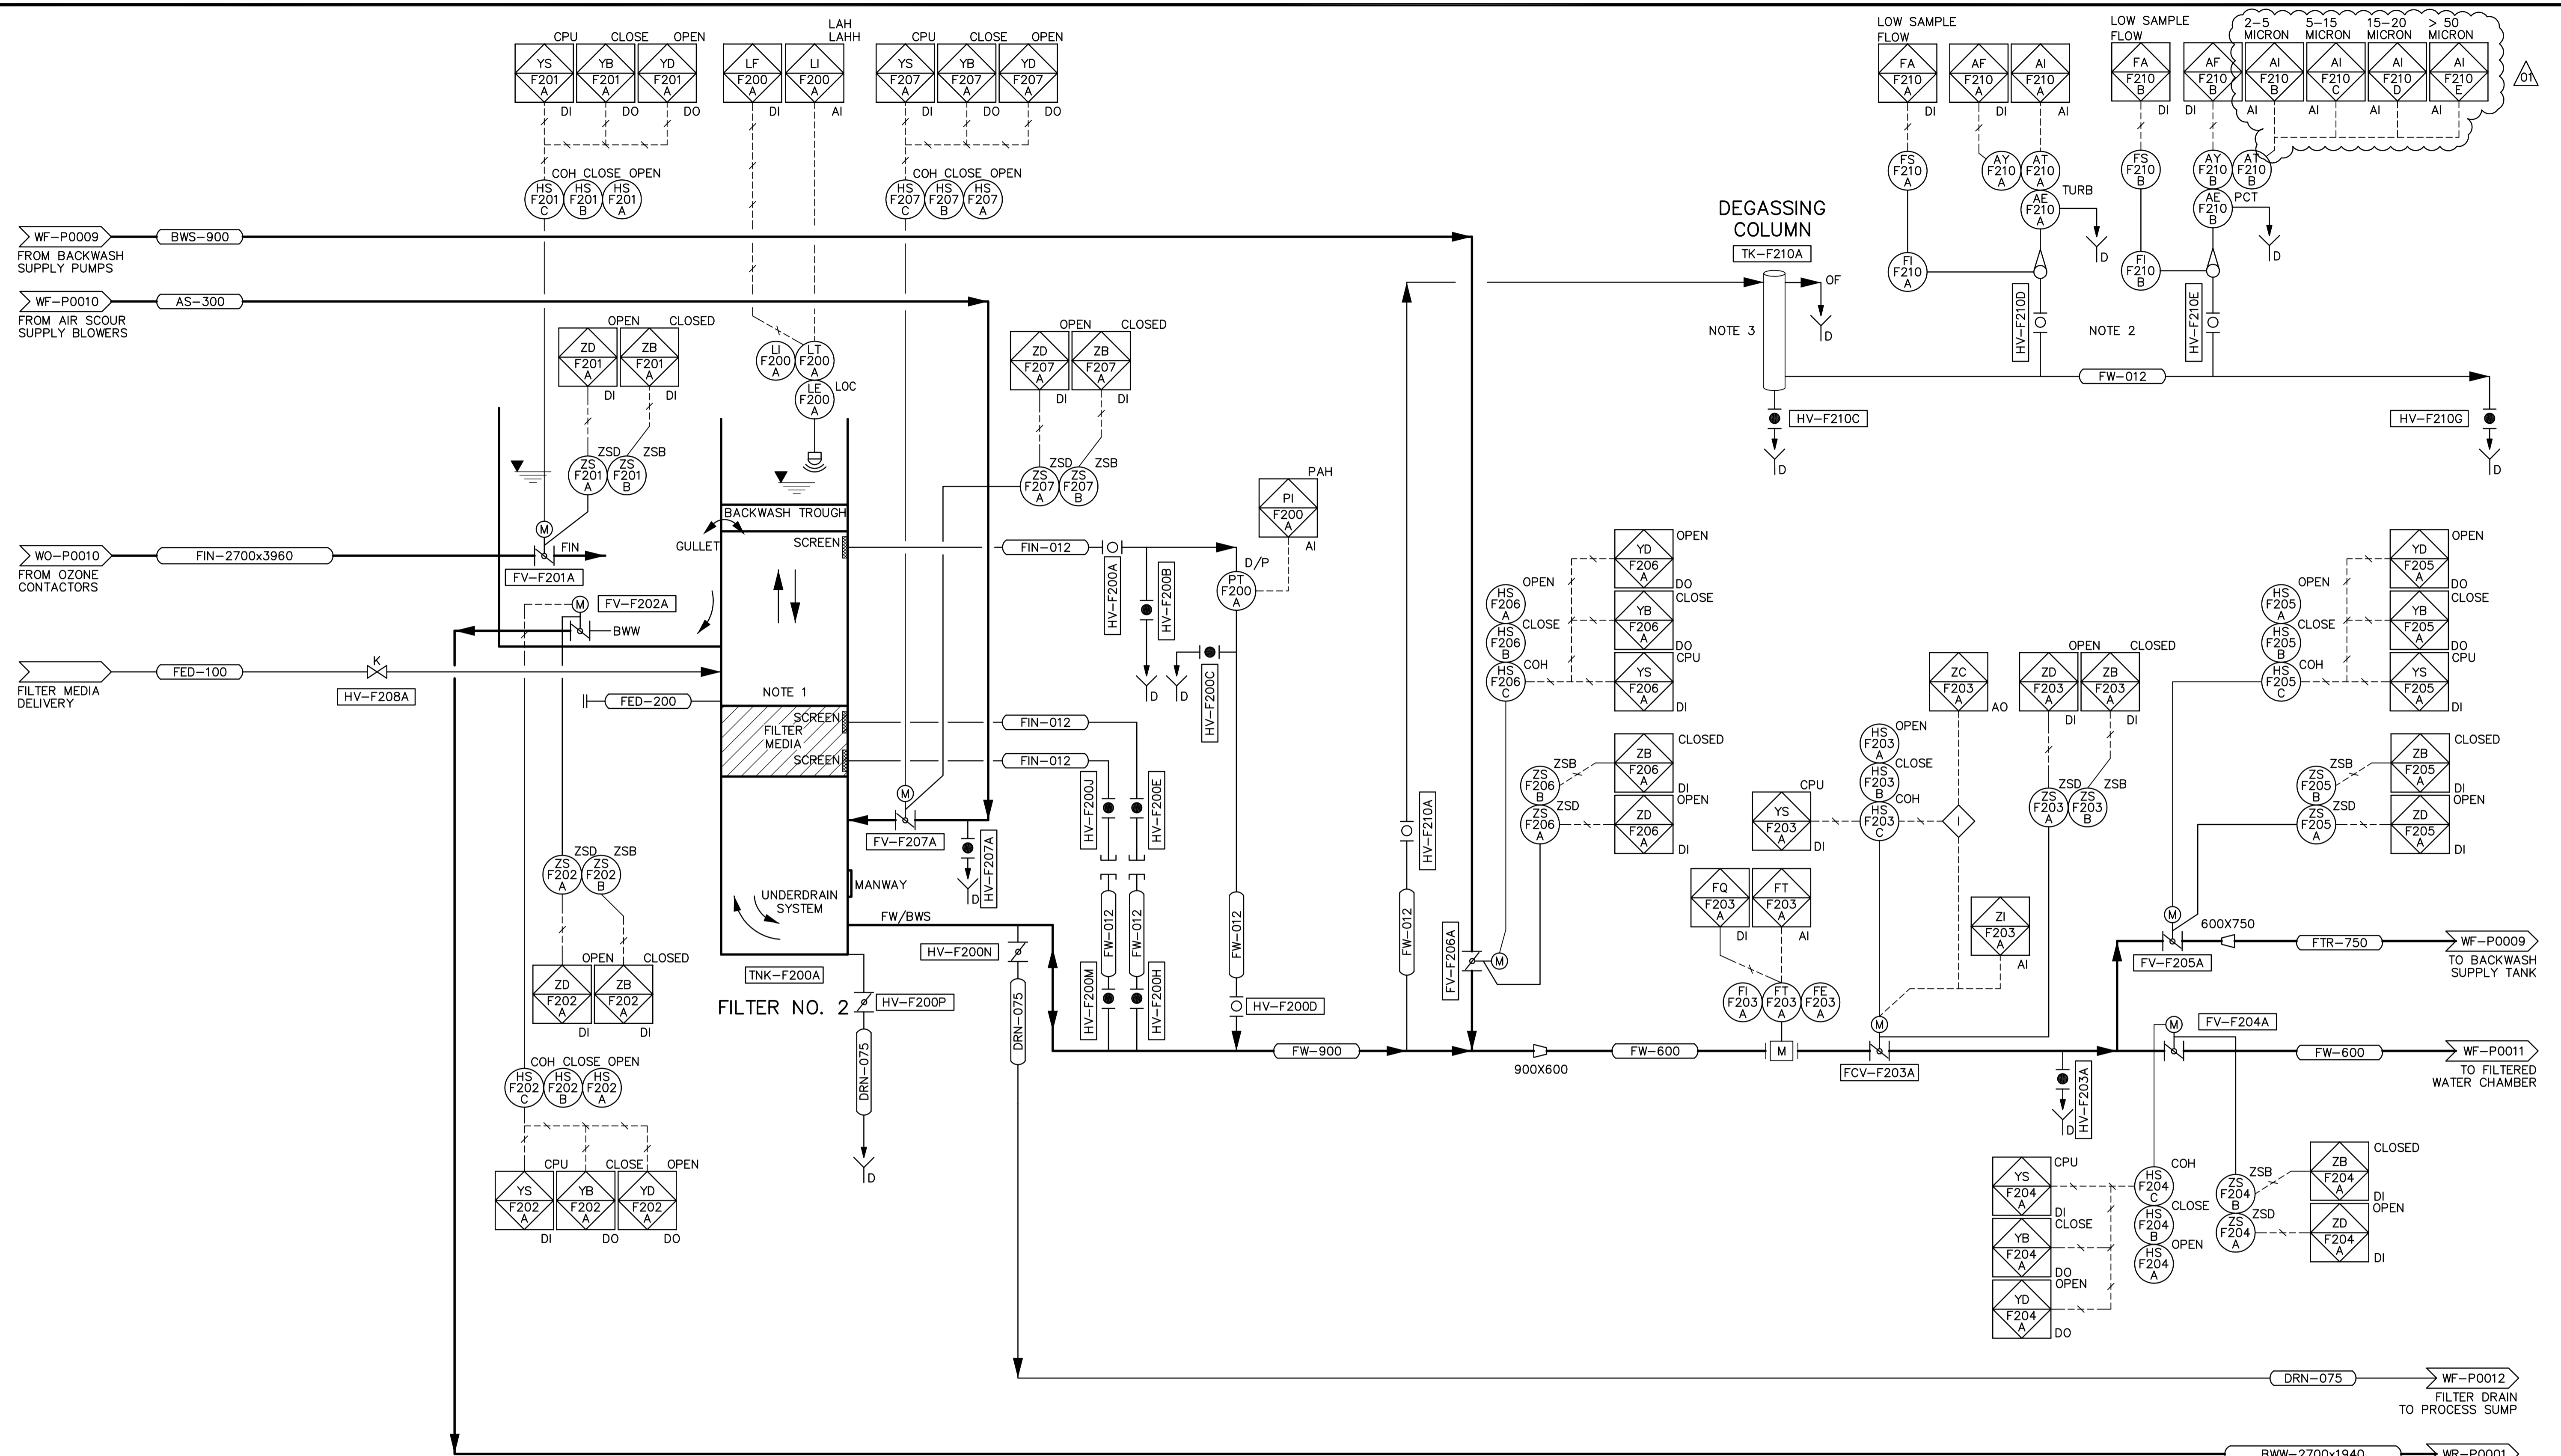 LAH
LAHH
CPU CLOSE OPEN
YS F201 A
YB F201 A
YD F201 A
DI DO DO
LF F200 A
LI F200 A
DI AI
CPU CLOSE OPEN
YS F207 A
YB F207 A
YD F207 A
DI DO DO
LOW SAMPLE
FLOW
FA F210 A
AF F210 A
AI F210 A
DI DI AI
LOW SAMPLE
FLOW
2-5 MICRON
5-15 MICRON
15-20 MICRON
> 50 MICRON
FA F210 B
AF F210 B
AI F210 B
AI F210 C
AI F210 D
AI F210 E
DI DI AI AI AI AI
01
COH CLOSE OPEN
HS F201 C
HS F201 B
HS F201 A
COH CLOSE OPEN
HS F207 C
HS F207 B
HS F207 A
FS F210 A
AY F210 A
AT F210 A
AE F210 A
TURB
D
FI F210 A
FS F210 B
AY F210 B
AT F210 B
AE F210 B
PCT
D
FI F210 B
WF-P0009
BWS-900
FROM BACKWASH
SUPPLY PUMPS
WF-P0010
AS-300
FROM AIR SCOUR
SUPPLY BLOWERS
DEGASSING
COLUMN
TK-F210A
OF
D
NOTE 3
HV-F210D
NOTE 2
HV-F210E
FW-012
HV-F210C
D
HV-F210G
D
OPEN CLOSED
ZD F201 A
ZB F201 A
DI DI
ZSD ZSB
ZS F201 A
ZS F201 B
LI F200 A
LT F200 A
LE F200 A
LOC
OPEN CLOSED
ZD F207 A
ZB F207 A
DI DI
ZSD ZSB
ZS F207 A
ZS F207 B
PAH
PI F200 A
AI
BACKWASH TROUGH
GULLET
SCREEN
WO-P0010
FIN-2700x3960
M
FIN
FROM OZONE
CONTACTORS
FV-F201A
M
FV-F202A
BWW
FIN-012
HV-F200A
HV-F200B
D
D/P
PT F200 A
HV-F200C
D
FED-100
K
HV-F208A
FILTER MEDIA
DELIVERY
NOTE 1
FED-200
SCREEN
FILTER
MEDIA
SCREEN
FIN-012
FIN-012
HV-F200J
HV-F200E
M
FV-F207A
HV-F207A
D
MANWAY
UNDERDRAIN
SYSTEM
FW/BWS
HV-F200N
TNK-F200A
FILTER NO. 2
HV-F200P
DRN-075
D
DRN-075
FW-012
FW-012
HV-F200M
HV-F200H
FW-012
HV-F200D
FW-900
HV-F210A
FW-012
FV-F206A
M
OPEN
HS F206 A
CLOSE
HS F206 B
COH
HS F206 C
OPEN
YD F206 A
DO
CLOSE
YB F206 A
DO
CPU
YS F206 A
DI
ZSB
ZS F206 B
ZSD
ZS F206 A
CLOSED
ZB F206 A
DI
OPEN
ZD F206 A
DI
900X600
FW-600
M
CPU
YS F203 A
DI
FQ F203 A
FT F203 A
DI AI
FI F203 A
FT F203 A
FE F203 A
OPEN
HS F203 A
CLOSE
HS F203 B
COH
HS F203 C
ZC F203 A
AO
I
ZI F203 A
AI
OPEN CLOSED
ZD F203 A
ZB F203 A
DI DI
ZSD ZSB
ZS F203 A
ZS F203 B
M
FCV-F203A
HV-F203A
D
OPEN
HS F205 A
CLOSE
HS F205 B
COH
HS F205 C
OPEN
YD F205 A
DO
CLOSE
YB F205 A
DO
CPU
YS F205 A
DI
ZSB
ZS F205 B
ZSD
ZS F205 A
CLOSED
ZB F205 A
DI
OPEN
ZD F205 A
DI
M
600X750
FV-F205A
FTR-750
WF-P0009
TO BACKWASH
SUPPLY TANK
M
FV-F204A
FW-600
WF-P0011
TO FILTERED
WATER CHAMBER
ZSD ZSB
ZS F202 A
ZS F202 B
OPEN CLOSED
ZD F202 A
ZB F202 A
DI DI
COH CLOSE OPEN
HS F202 C
HS F202 B
HS F202 A
CPU CLOSE OPEN
YS F202 A
YB F202 A
YD F202 A
DI DO DO
CPU
YS F204 A
DI
CLOSE
YB F204 A
DO
OPEN
YD F204 A
DO
COH
HS F204 C
CLOSE
HS F204 B
OPEN
HS F204 A
ZSB
ZS F204 B
ZSD
ZS F204 A
CLOSED
ZB F204 A
DI
OPEN
ZD F204 A
DI
DRN-075
WF-P0012
FILTER DRAIN
TO PROCESS SUMP
BWW-2700x1940
WR-P0001